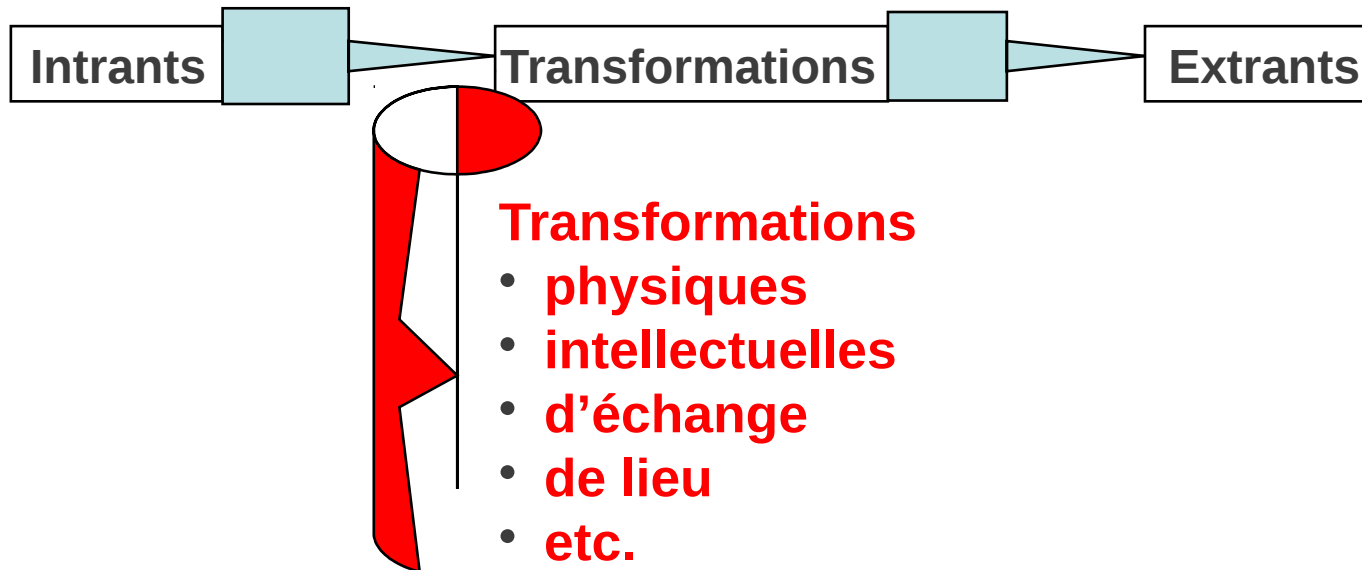 Intrants Transformations Extrants
Transformations
• physiques
• intellectuelles
• d’échange
• de lieu
• etc.